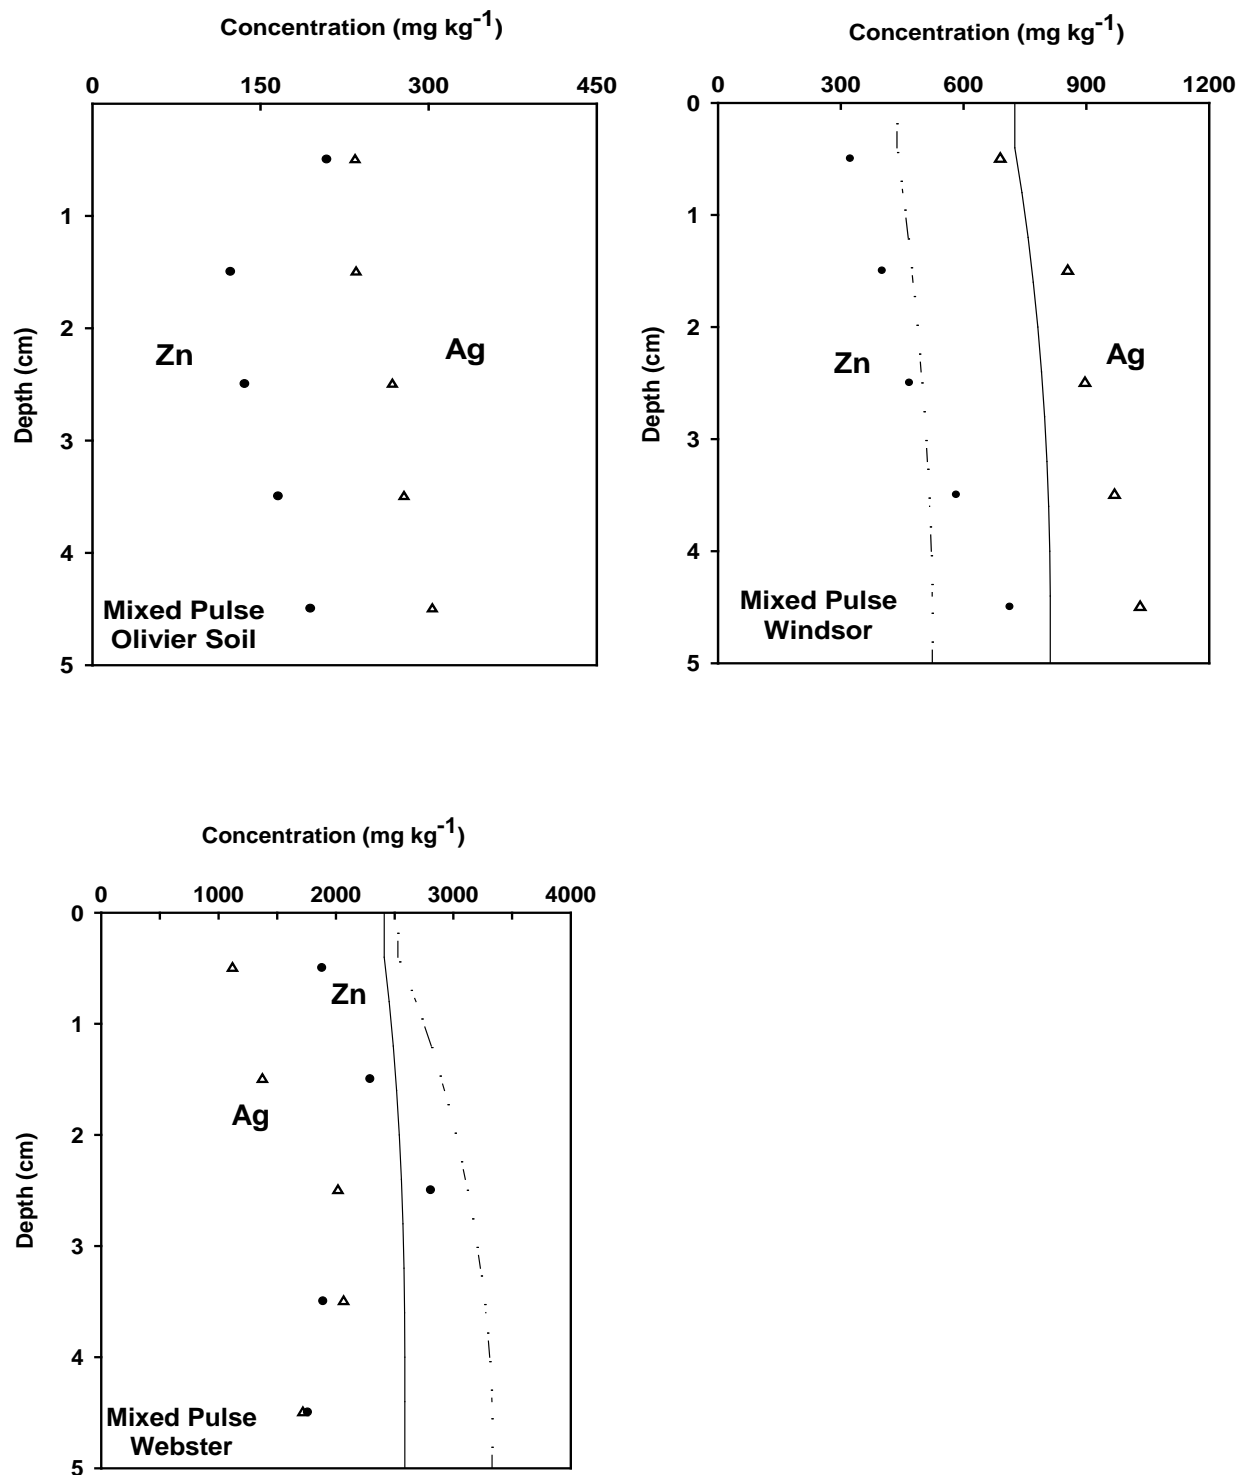 Concentration (mg kg-1)
0 150 300 450
1
2
3
4
5
Depth (cm)
Zn
Ag
Mixed Pulse
Olivier Soil
Concentration (mg kg-1)
0 300 600 900 1200
0
1
2
3
4
5
Depth (cm)
Zn
Ag
Mixed Pulse
Windsor
Concentration (mg kg-1)
0 1000 2000 3000 4000
0
1
2
3
4
5
Depth (cm)
Zn
Ag
Mixed Pulse
Webster